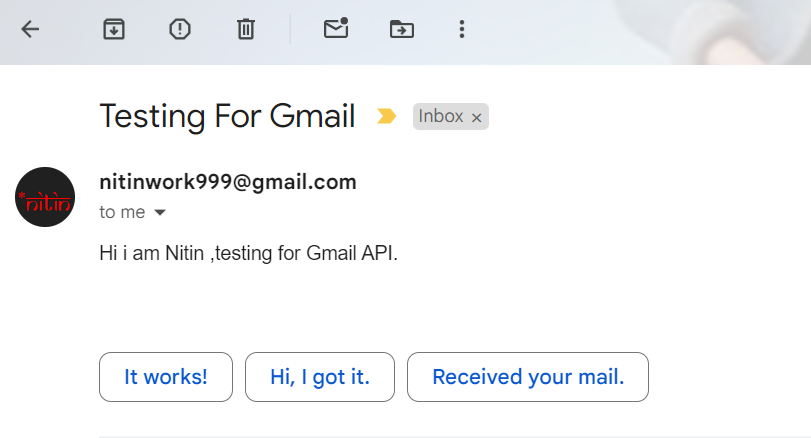 Testing For Gmail
Inbox ×
nitinwork999@gmail.com
*nitin
to me
Hi i am Nitin ,testing for Gmail API.
It works!
Hi, I got it.
Received your mail.